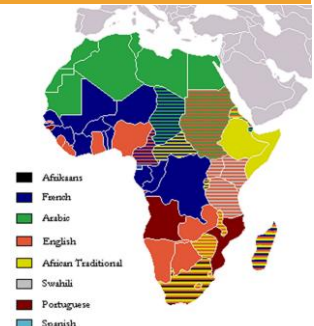 Afrikaans
French
Arabic
English
African Traditional
Swahili
Portuguese
Spanish